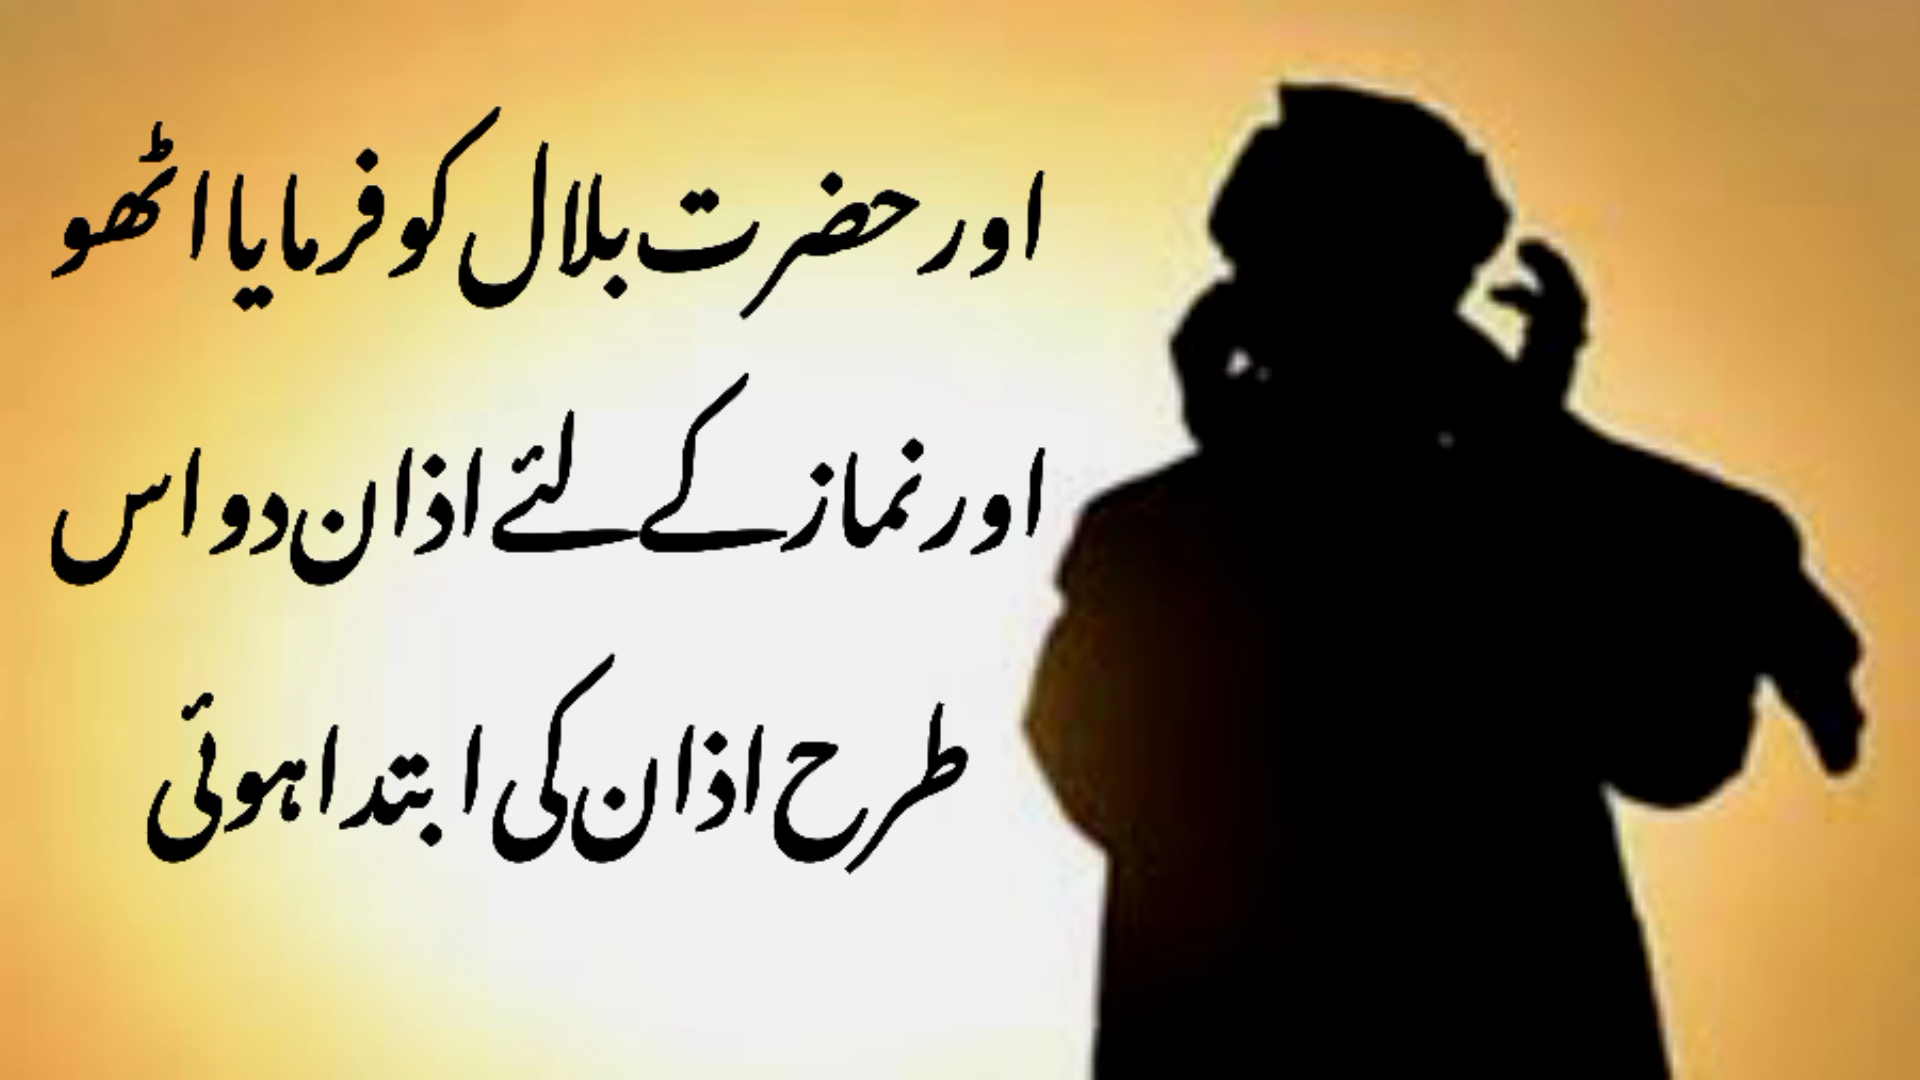 اور حضرت بلال کو فرمایا اٹھو
اور نماز کے لئے اذان دو اس
طرح اذان کی ابتدا ہوئی